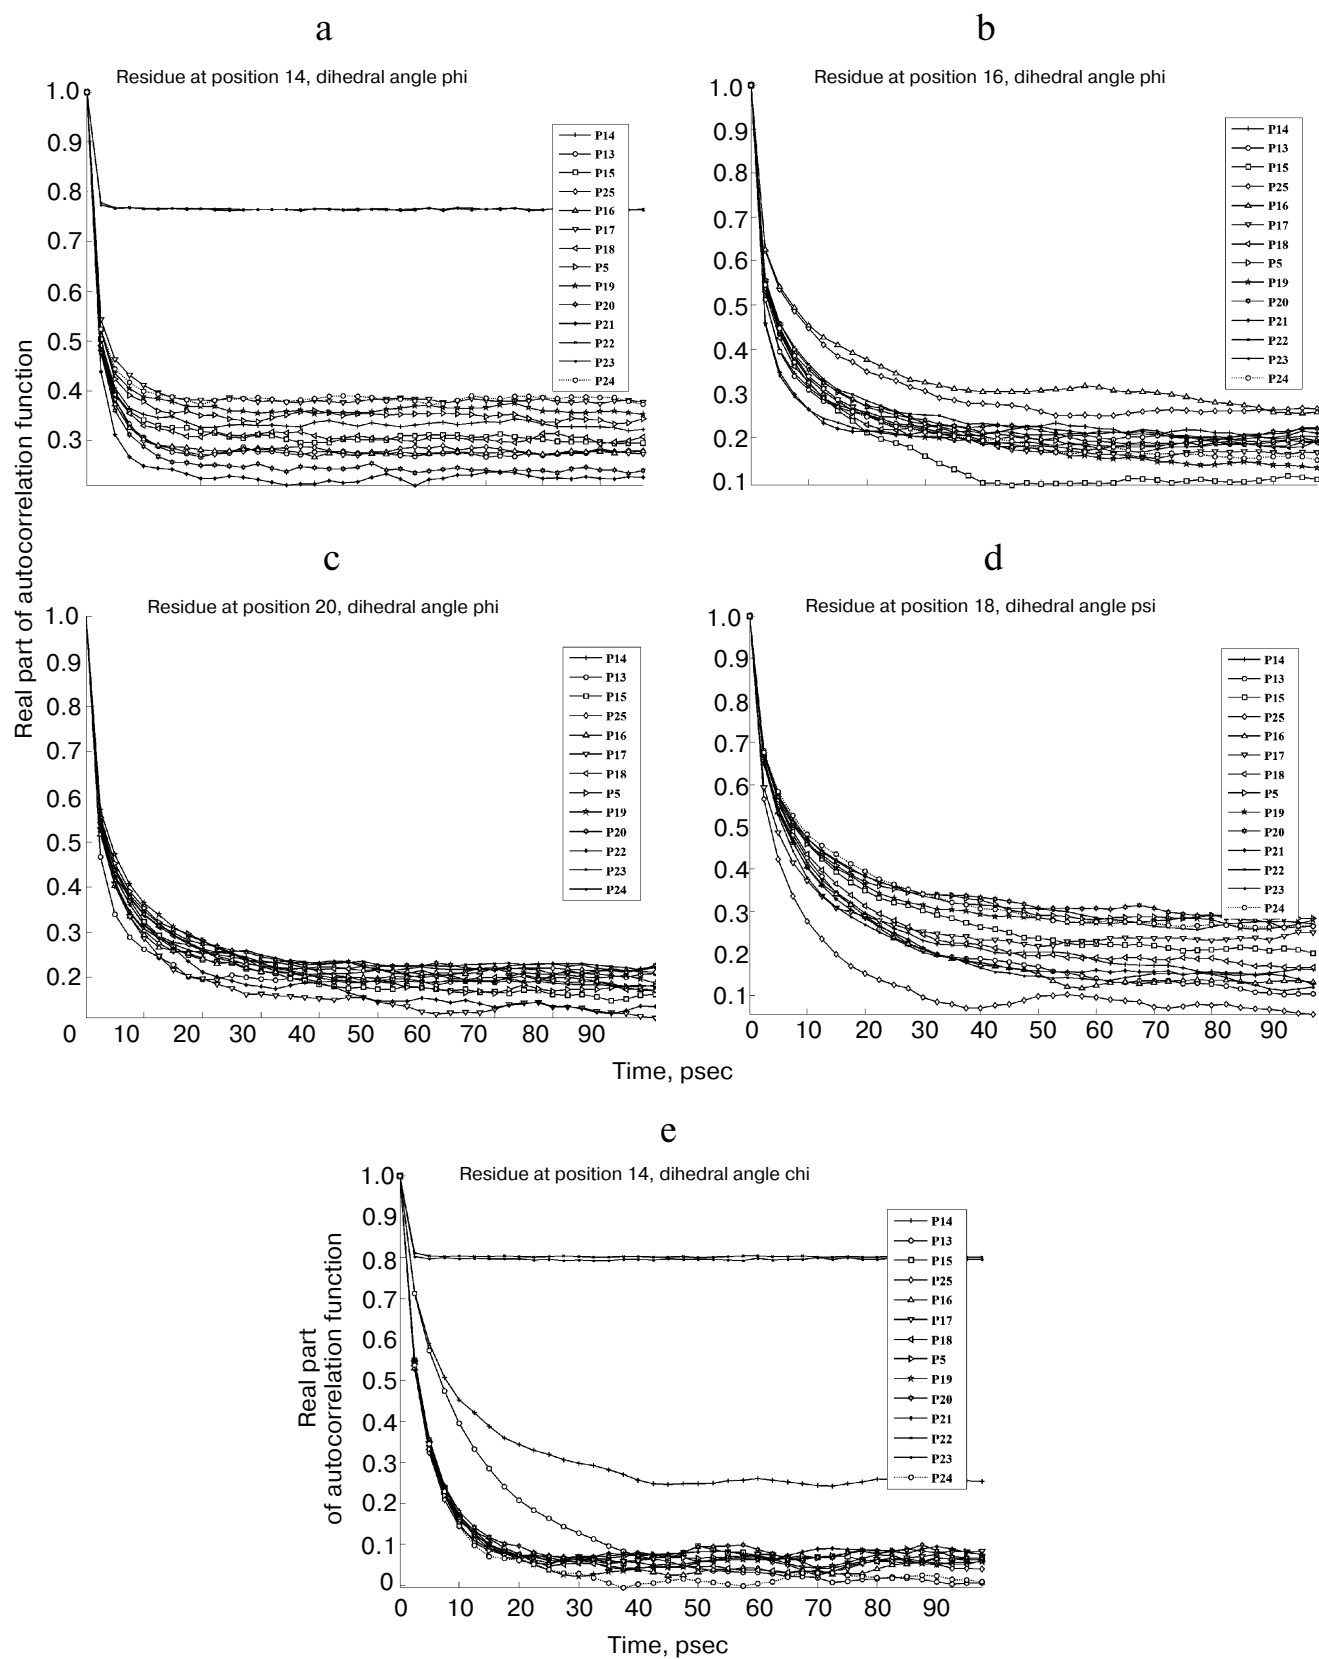 a
Residue at position 14, dihedral angle phi
1.0
0.9
0.8
0.7
0.6
0.5
0.4
0.3
P14
P13
P15
P25
P16
P17
P18
P5
P19
P20
P21
P22
P23
P24
b
Residue at position 16, dihedral angle phi
1.0
0.9
0.8
0.7
0.6
0.5
0.4
0.3
0.2
0.1
P14
P13
P15
P25
P16
P17
P18
P5
P19
P20
P21
P22
P23
P24
Real part of autocorrelation function
c
Residue at position 20, dihedral angle phi
1.0
0.9
0.8
0.7
0.6
0.5
0.4
0.3
0.2
P14
P13
P15
P25
P16
P17
P18
P5
P19
P20
P22
P23
P24
0 10 20 30 40 50 60 70 80 90
d
Residue at position 18, dihedral angle psi
1.0
0.9
0.8
0.7
0.6
0.5
0.4
0.3
0.2
0.1
P14
P13
P15
P25
P16
P17
P18
P5
P19
P20
P21
P22
P23
P24
0 10 20 30 40 50 60 70 80 90
Time, psec
e
Residue at position 14, dihedral angle chi
Real part
of autocorrelation function
1.0
0.9
0.8
0.7
0.6
0.5
0.4
0.3
0.2
0.1
0
P14
P13
P15
P25
P16
P17
P18
P5
P19
P20
P21
P22
P23
P24
0 10 20 30 40 50 60 70 80 90
Time, psec